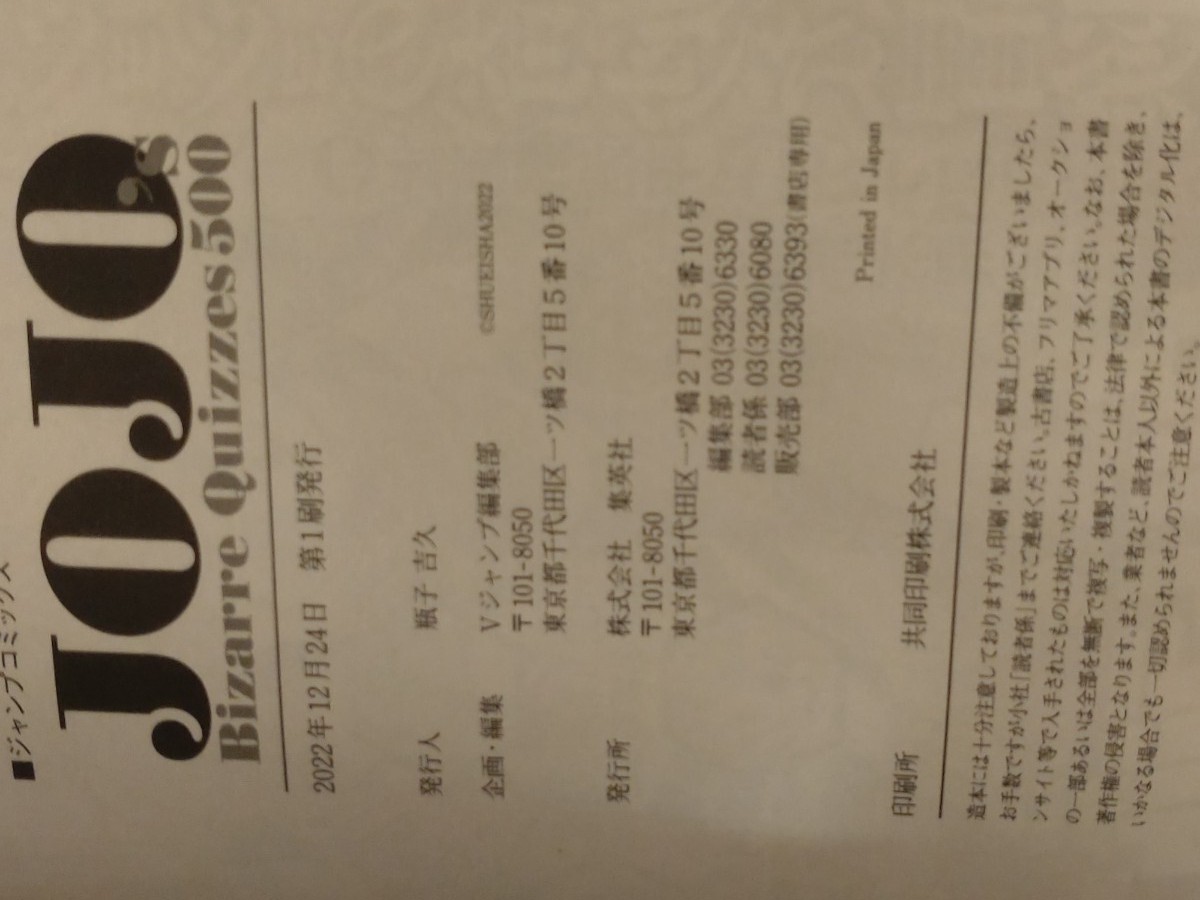 ■ジャンプコミックス
JOJO's
Bizarre Quizzes500
2022年12月24日 第1刷発行
発行人 瓶子 吉久
企画・編集 Vジャンプ編集部 ©SHUEISHA2022
〒101-8050
東京都千代田区一ツ橋2丁目5番10号
発行所 株式会社 集英社
〒101-8050
東京都千代田区一ツ橋2丁目5番10号
編集部 03(3230)6330
読者係 03(3230)6080
販売部 03(3230)6393(書店専用)
Printed in Japan
印刷所 共同印刷株式会社
造本には十分注意しておりますが、印刷・製本など製造上の不備がございましたら、
お手数ですが小社「読者係」までご連絡ください。古書店、フリマアプリ、オークショ
ンサイト等で入手されたものは対応いたしかねますのでご了承ください。なお、本書
の一部あるいは全部を無断で複写・複製することは、法律で認められた場合を除き、
著作権の侵害となります。また、業者など、読者本人以外による本書のデジタル化は、
いかなる場合でも一切認められませんのでご注意ください。